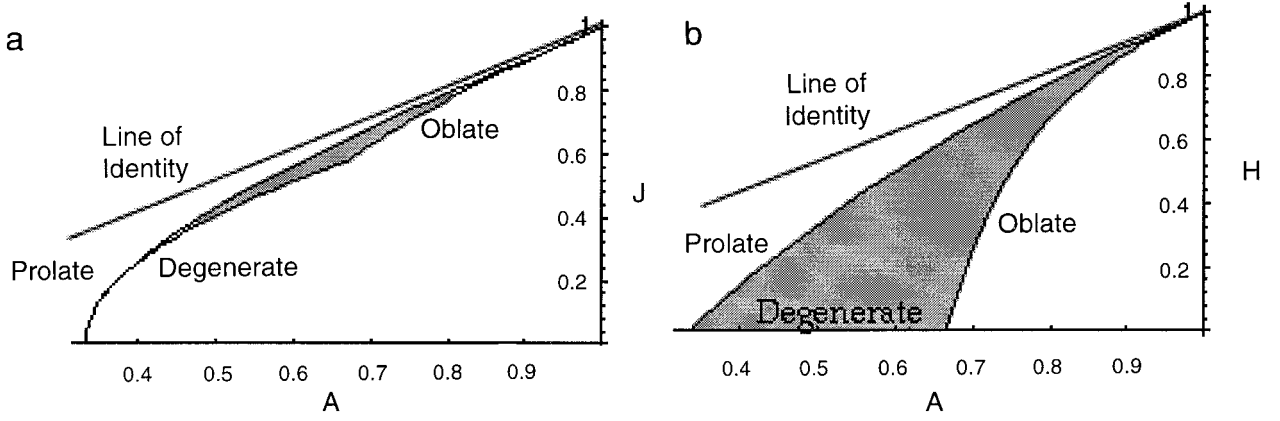 a
1
0.8
0.6
0.4
0.2
Line of
Identity
Oblate
Prolate
Degenerate
J
0.4 0.5 0.6 0.7 0.8 0.9
A
b
1
0.8
0.6
0.4
0.2
Line of
Identity
Prolate
Oblate
Degenerate
H
0.4 0.5 0.6 0.7 0.8 0.9
A